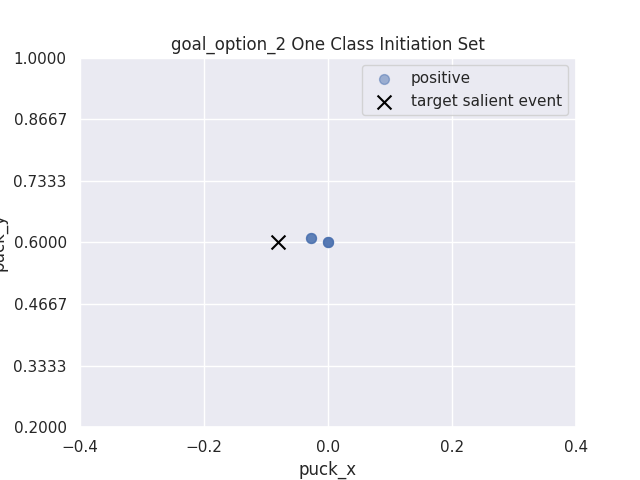 goal_option_2 One Class Initiation Set
positive
target salient event
1.0000
0.8667
0.7333
0.6000
0.4667
0.3333
0.2000
puck_y
−0.4
−0.2
0.0
0.2
0.4
puck_x